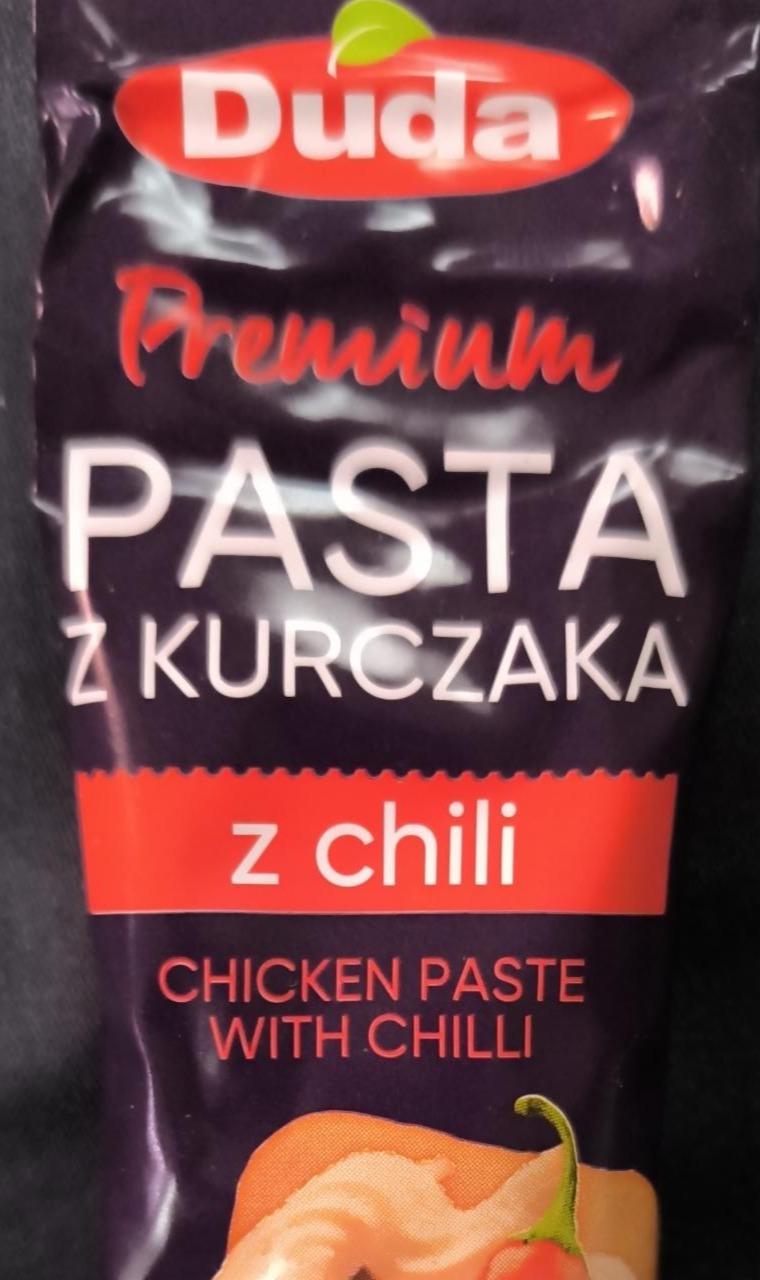 Duda
Premium
PASTA
Z KURCZAKA
z chili
CHICKEN PASTE
WITH CHILLI